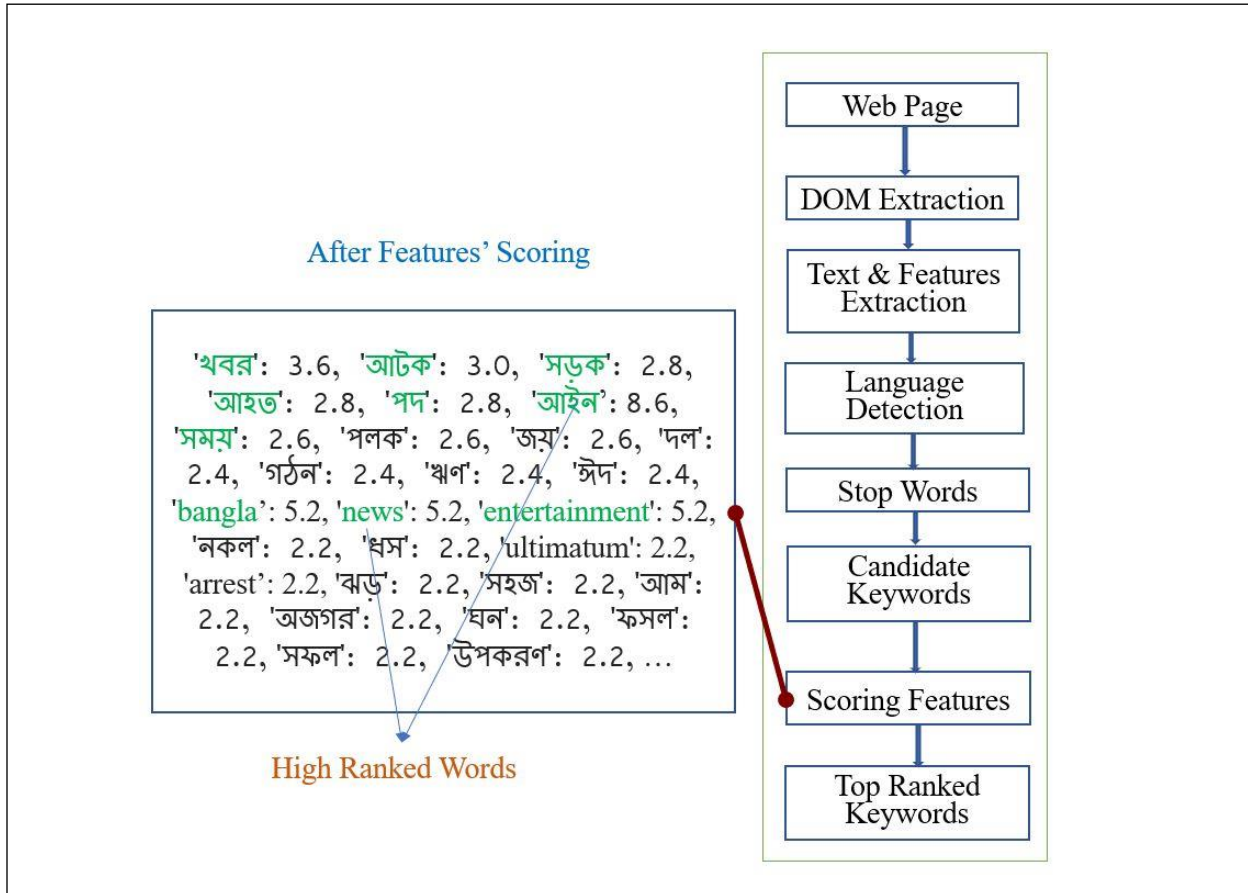 After Features’ Scoring
'খবর': 3.6, 'আটক': 3.0, 'সড়ক': 2.8,
'আহত': 2.8, 'পদ': 2.8, 'আইন’: 8.6,
'সময়': 2.6, 'পলক': 2.6, 'জয়': 2.6, 'দল':
2.4, 'গঠন': 2.4, 'ঋণ': 2.4, 'ঈদ': 2.4,
'bangla’: 5.2, 'news': 5.2, 'entertainment': 5.2,
'নকল': 2.2, 'ধস': 2.2, 'ultimatum': 2.2,
'arrest’: 2.2, 'ঝড়': 2.2, 'সহজ': 2.2, 'আম':
2.2, 'অজগর': 2.2, 'ঘন': 2.2, 'ফসল':
2.2, 'সফল': 2.2, 'উপকরণ': 2.2, ...
High Ranked Words
Web Page
DOM Extraction
Text & Features
Extraction
Language
Detection
Stop Words
Candidate
Keywords
Scoring Features
Top Ranked
Keywords